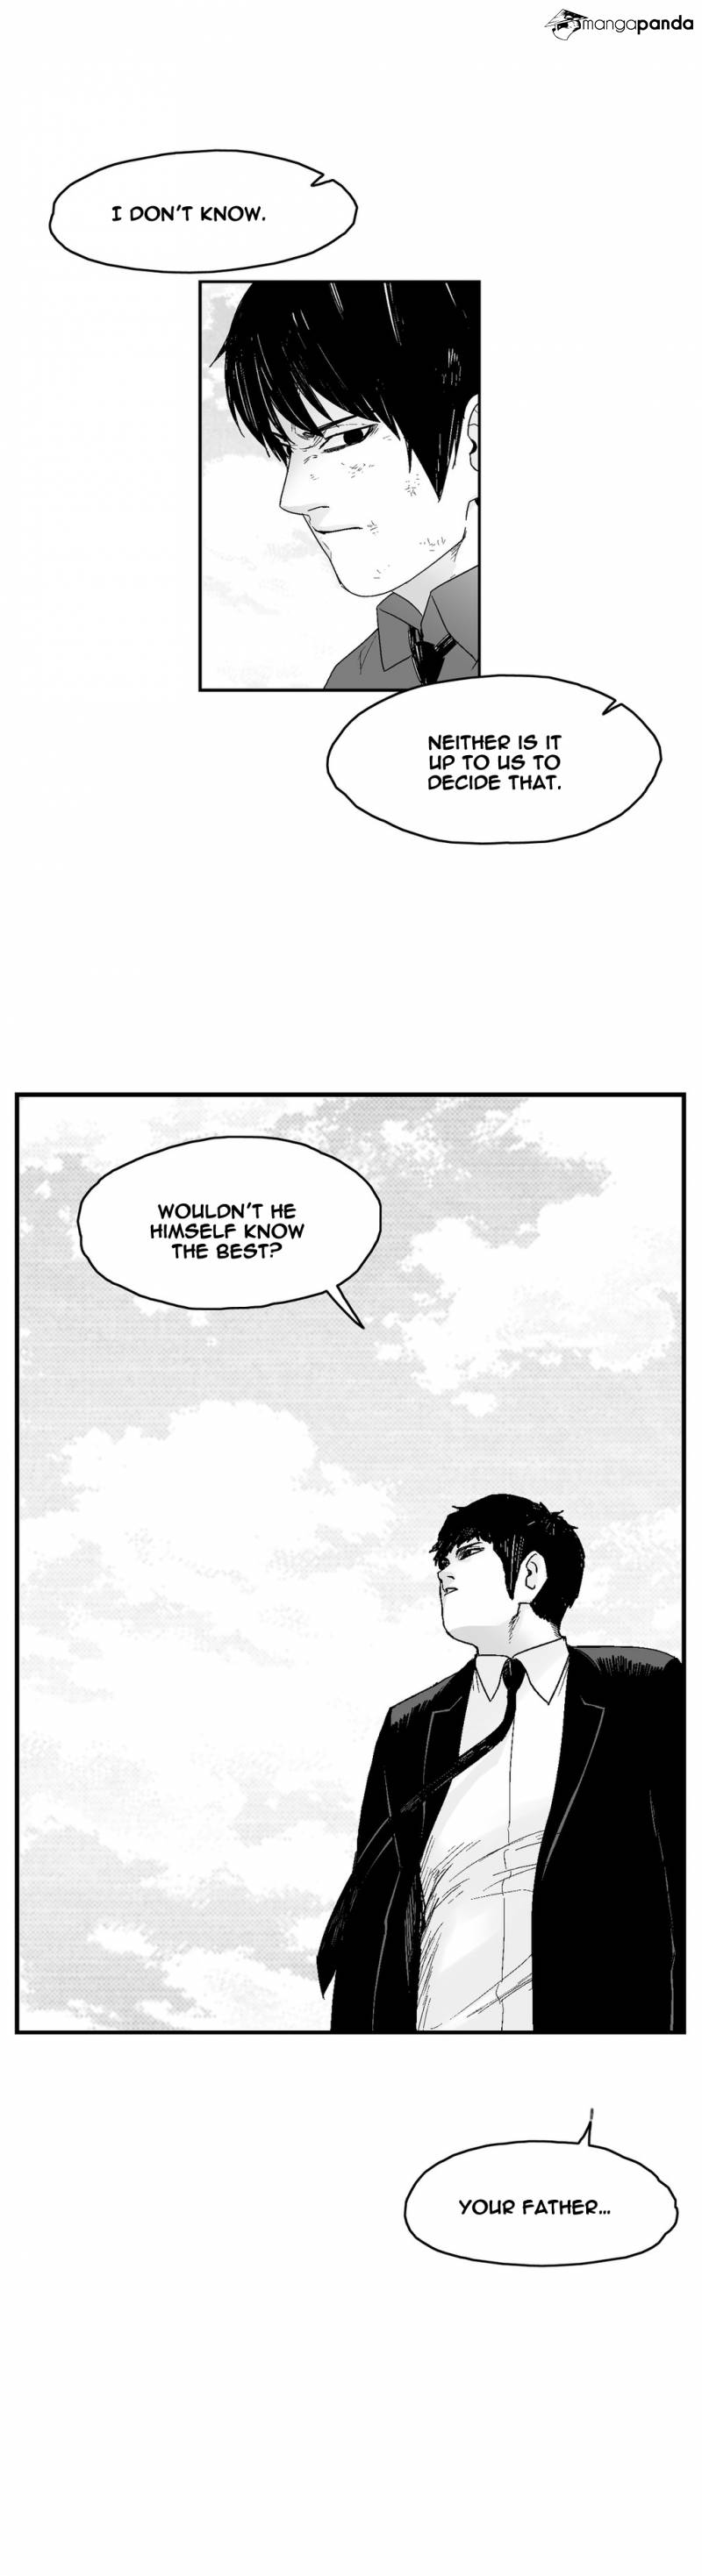 mangapanda
I DON'T KNOW.
NEITHER IS IT
UP TO US TO
DECIDE THAT.
WOULDN'T HE
HIMSELF KNOW
THE BEST?
YOUR FATHER...